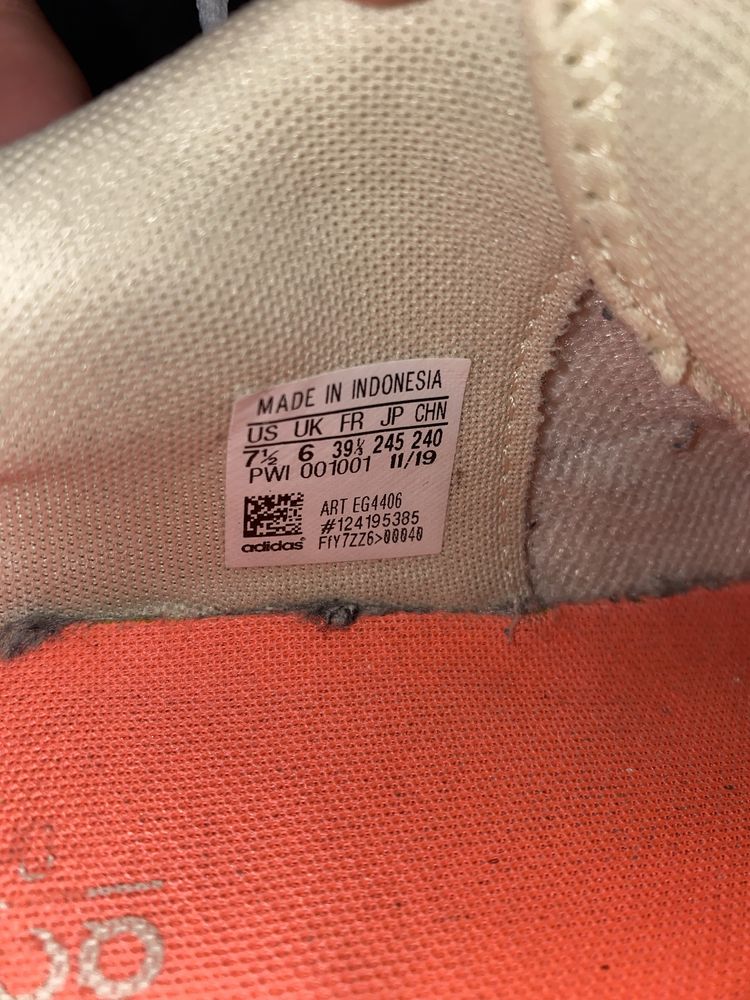 MADE IN INDONESIA
US UK FR JP CHN
7½ 6 39⅓ 245 240
PWI 001001 11/19
ART EG4406
#124195385
adidas FfY7ZZ6>00040